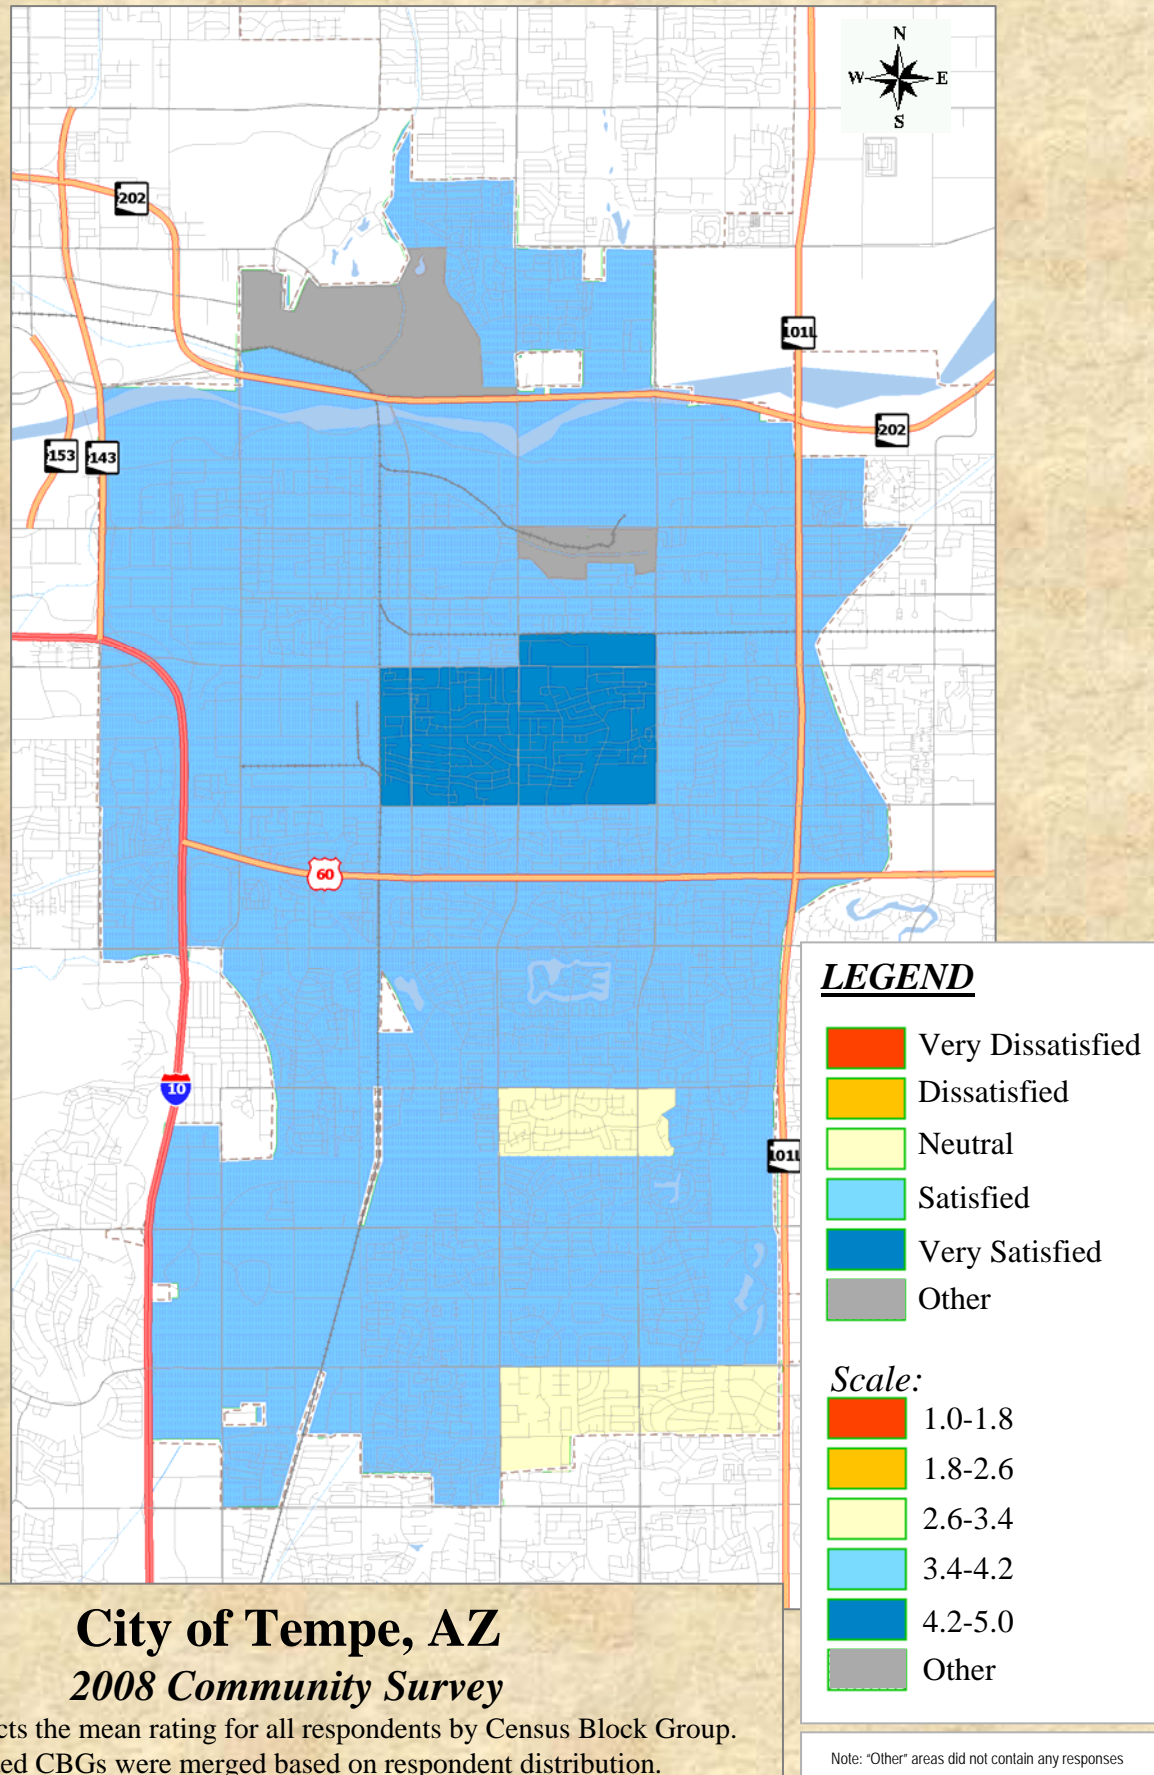 N
W E
S
202
101L
202
153
143
60
10
101L
LEGEND
Very Dissatisfied
Dissatisfied
Neutral
Satisfied
Very Satisfied
Other
Scale:
1.0-1.8
1.8-2.6
2.6-3.4
3.4-4.2
4.2-5.0
Other
City of Tempe, AZ
2008 Community Survey
the mean rating for all respondents by Census Block Group.
CBGs were merged based on respondent distribution.
Note: "Other" areas did not contain any responses